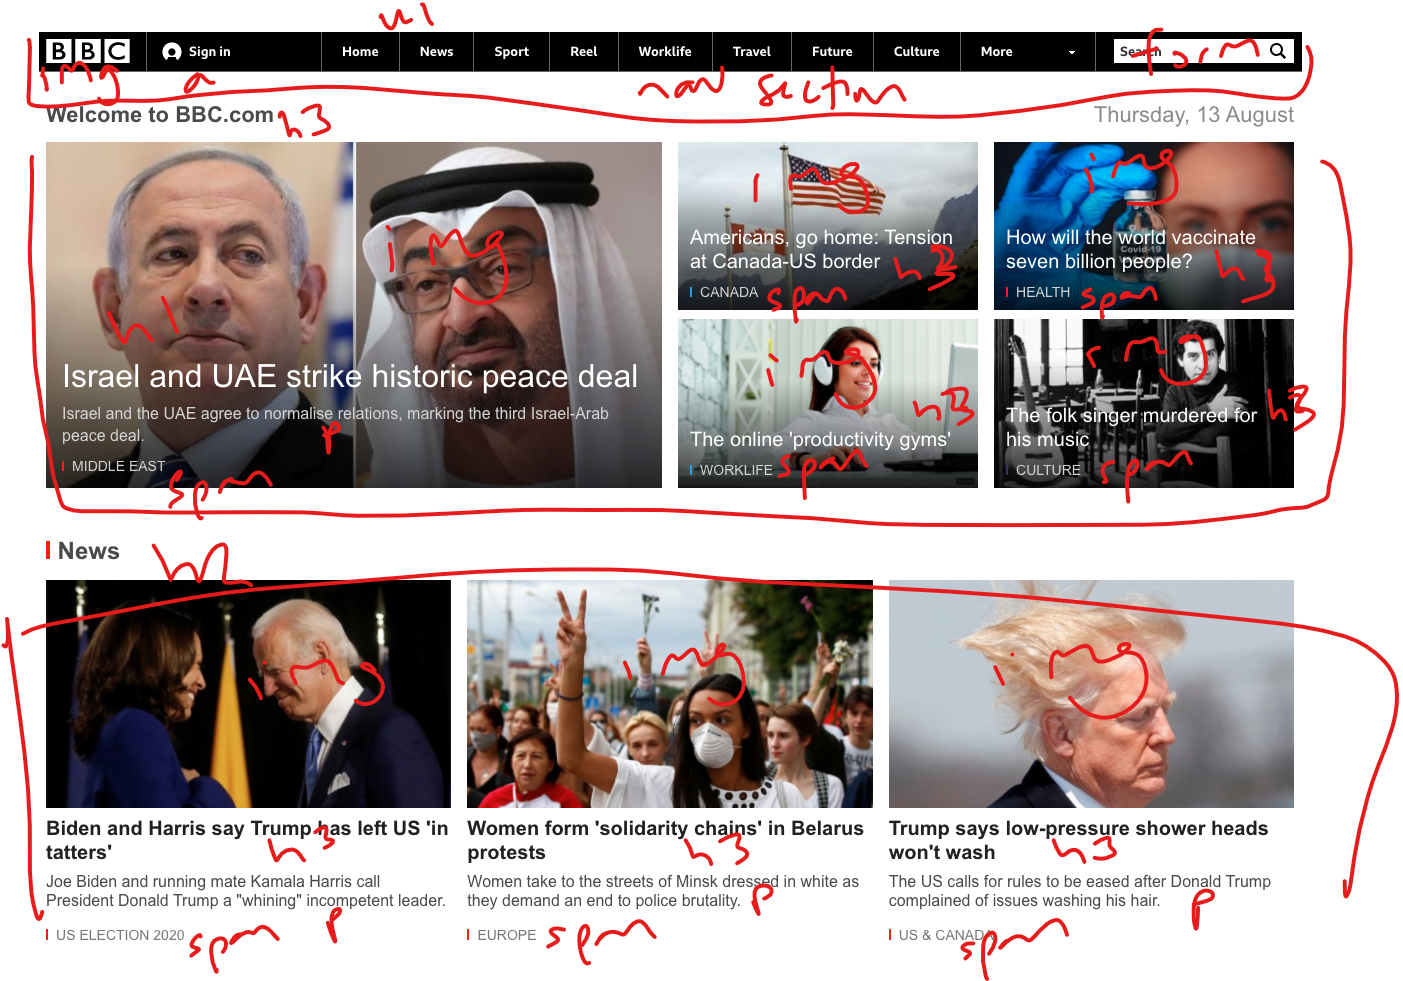 ul
BBC Sign in Home News Sport Reel Worklife Travel Future Culture More Search form
img a nav section
Welcome to BBC.com h3 Thursday, 13 August
img
h1
Israel and UAE strike historic peace deal
Israel and the UAE agree to normalise relations, marking the third Israel-Arab
peace deal. p
MIDDLE EAST
span
img
Americans, go home: Tension
at Canada-US border h3
CANADA span
img
Covid-19
How will the world vaccinate
seven billion people? h3
HEALTH span
img
h3
The online 'productivity gyms'
WORKLIFE span
img
The folk singer murdered for h3
his music
CULTURE span
News h2
img
Biden and Harris say Trump has left US 'in
tatters' h3
Joe Biden and running mate Kamala Harris call
President Donald Trump a "whining" incompetent leader.
p
US ELECTION 2020 span
img
Women form 'solidarity chains' in Belarus
protests h3
Women take to the streets of Minsk dressed in white as
they demand an end to police brutality. p
EUROPE span
img
Trump says low-pressure shower heads
won't wash h3
The US calls for rules to be eased after Donald Trump
complained of issues washing his hair. p
US & CANADA span